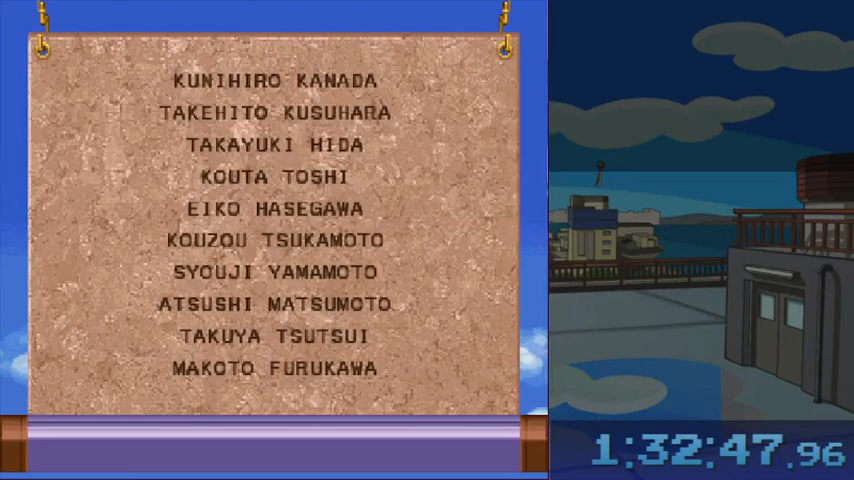 KUNIHIRO KANADA
TAKEHITO KUSUHARA
TAKAYUKI HIDA
KOUTA TOSHI
EIKO HASEGAWA
KOUZOU TSUKAMOTO
SYOUJI YAMAMOTO
ATSUSHI MATSUMOTO
TAKUYA TSUTSUI
MAKOTO FURUKAWA
1:32:47.96